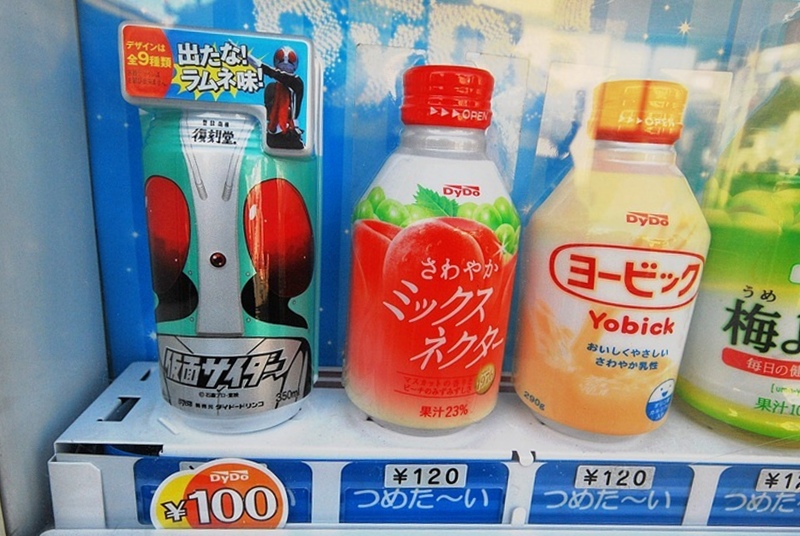 デザインは
全9種類
出たな!
ラムネ味!
復刻堂
仮面サイダー
350ml
DyDo
¥100
▶▶▶OPEN
DyDo
さわやか
ミックス
ネクター
果汁23%
¥120
つめた〜い
▶▶▶OPEN
DyDo
ヨービック
Yobick
おいしくやさしい
さわやか乳性
290g
¥120
つめた〜い
うめ
梅よ
毎日の健
果汁10
¥12
つめた〜